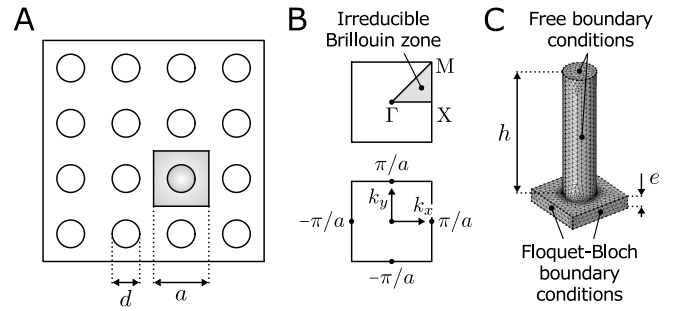 A
d
a
B
Irreducible
Brillouin zone
M
Γ
X
π/a
k_y
k_x
−π/a
π/a
−π/a
C
Free boundary
conditions
h
e
Floquet-Bloch
boundary
conditions